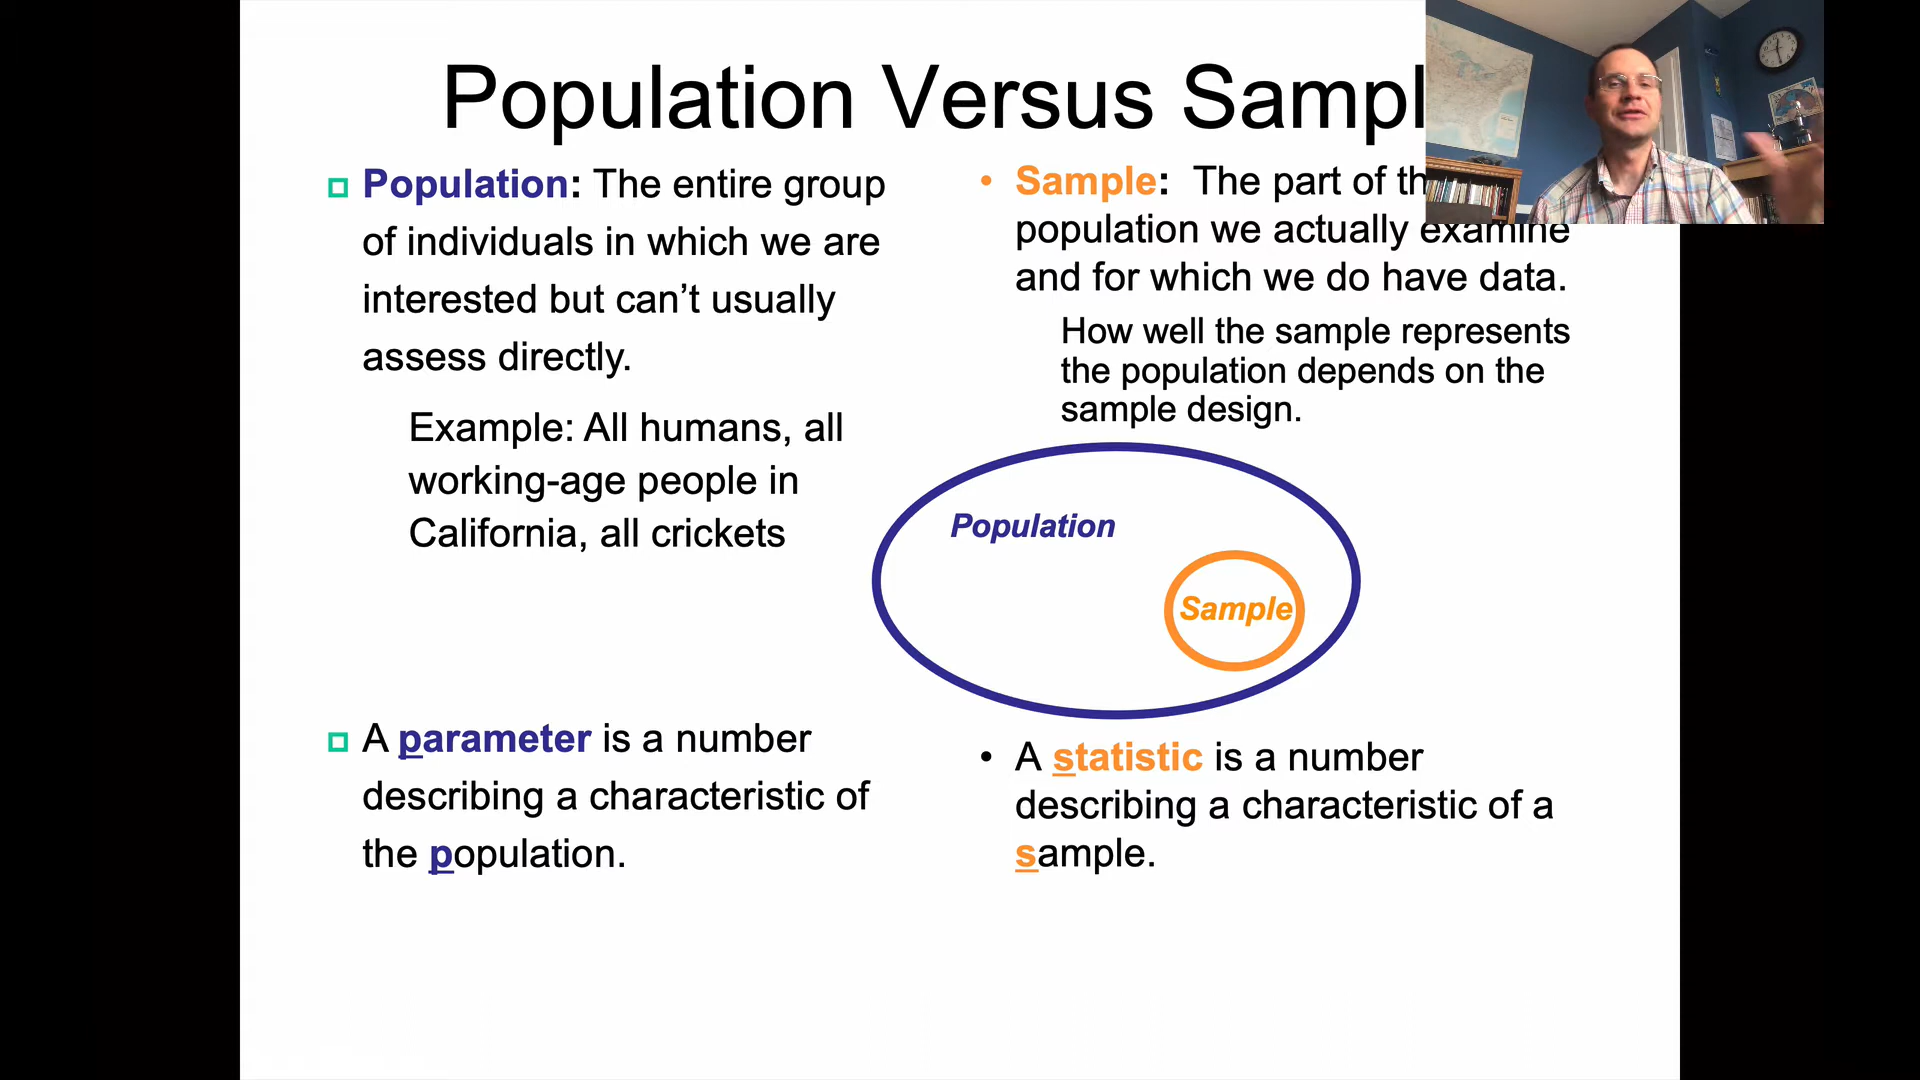 Population Versus Sampl
Population: The entire group
of individuals in which we are
interested but can’t usually
assess directly.
Example: All humans, all
working-age people in
California, all crickets
A parameter is a number
describing a characteristic of
the population.
Sample: The part of th
population we actually examine
and for which we do have data.
How well the sample represents
the population depends on the
sample design.
Population
Sample
A statistic is a number
describing a characteristic of a
sample.